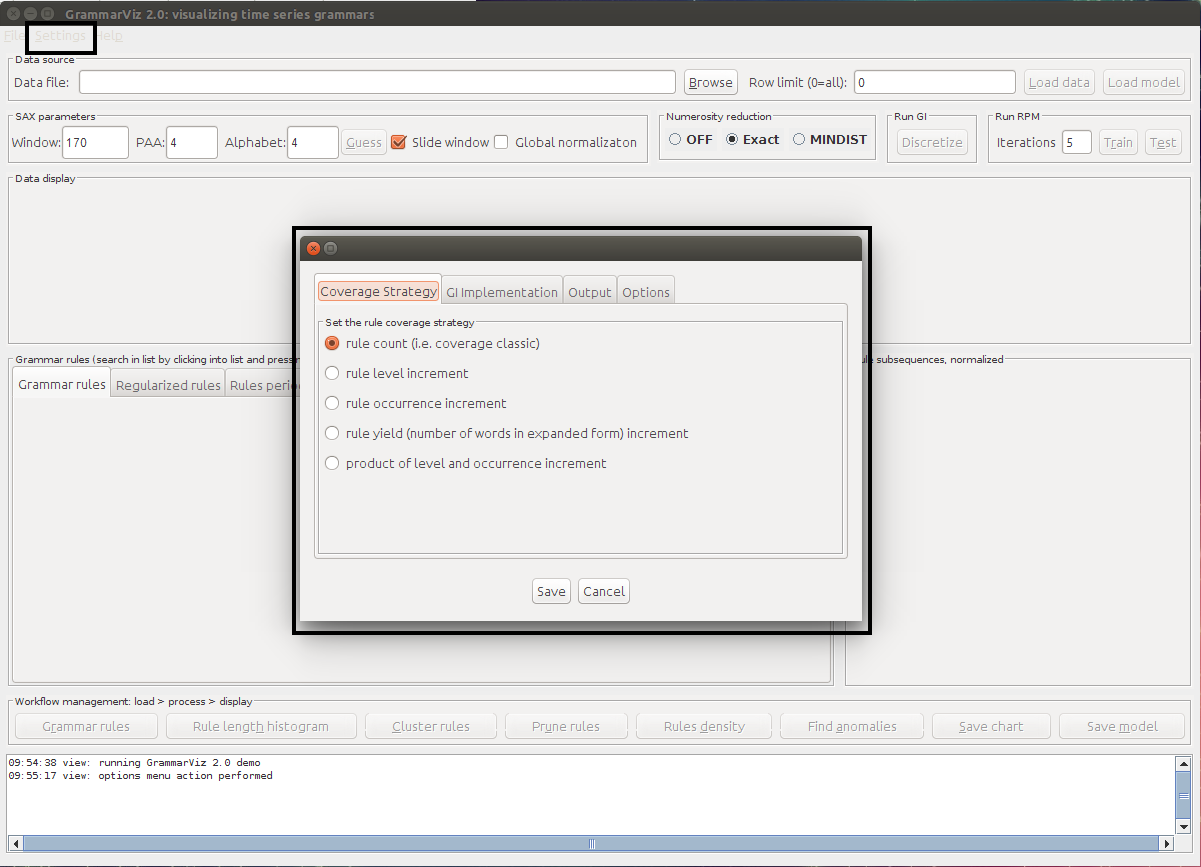 GrammarViz 2.0: visualizing time series grammars
File Settings Help
Data source
Data file: Browse Row limit (0=all): 0 Load data Load model
SAX parameters
Window: 170 PAA: 4 Alphabet: 4 Guess Slide window Global normalizaton
Numerosity reduction
OFF Exact MINDIST
Run GI
Discretize
Run RPM
Iterations 5 Train Test
Data display
Coverage Strategy GI Implementation Output Options
Set the rule coverage strategy
rule count (i.e. coverage classic)
rule level increment
rule occurrence increment
rule yield (number of words in expanded form) increment
product of level and occurrence increment
Save Cancel
Grammar rules (search in list by clicking into list and press
subsequences, normalized
Grammar rules Regularized rules Rules perio
Workflow management: load > process > display
Grammar rules Rule length histogram Cluster rules Prune rules Rules density Find anomalies Save chart Save model
09:54:38 view: running GrammarViz 2.0 demo
09:55:17 view: options menu action performed